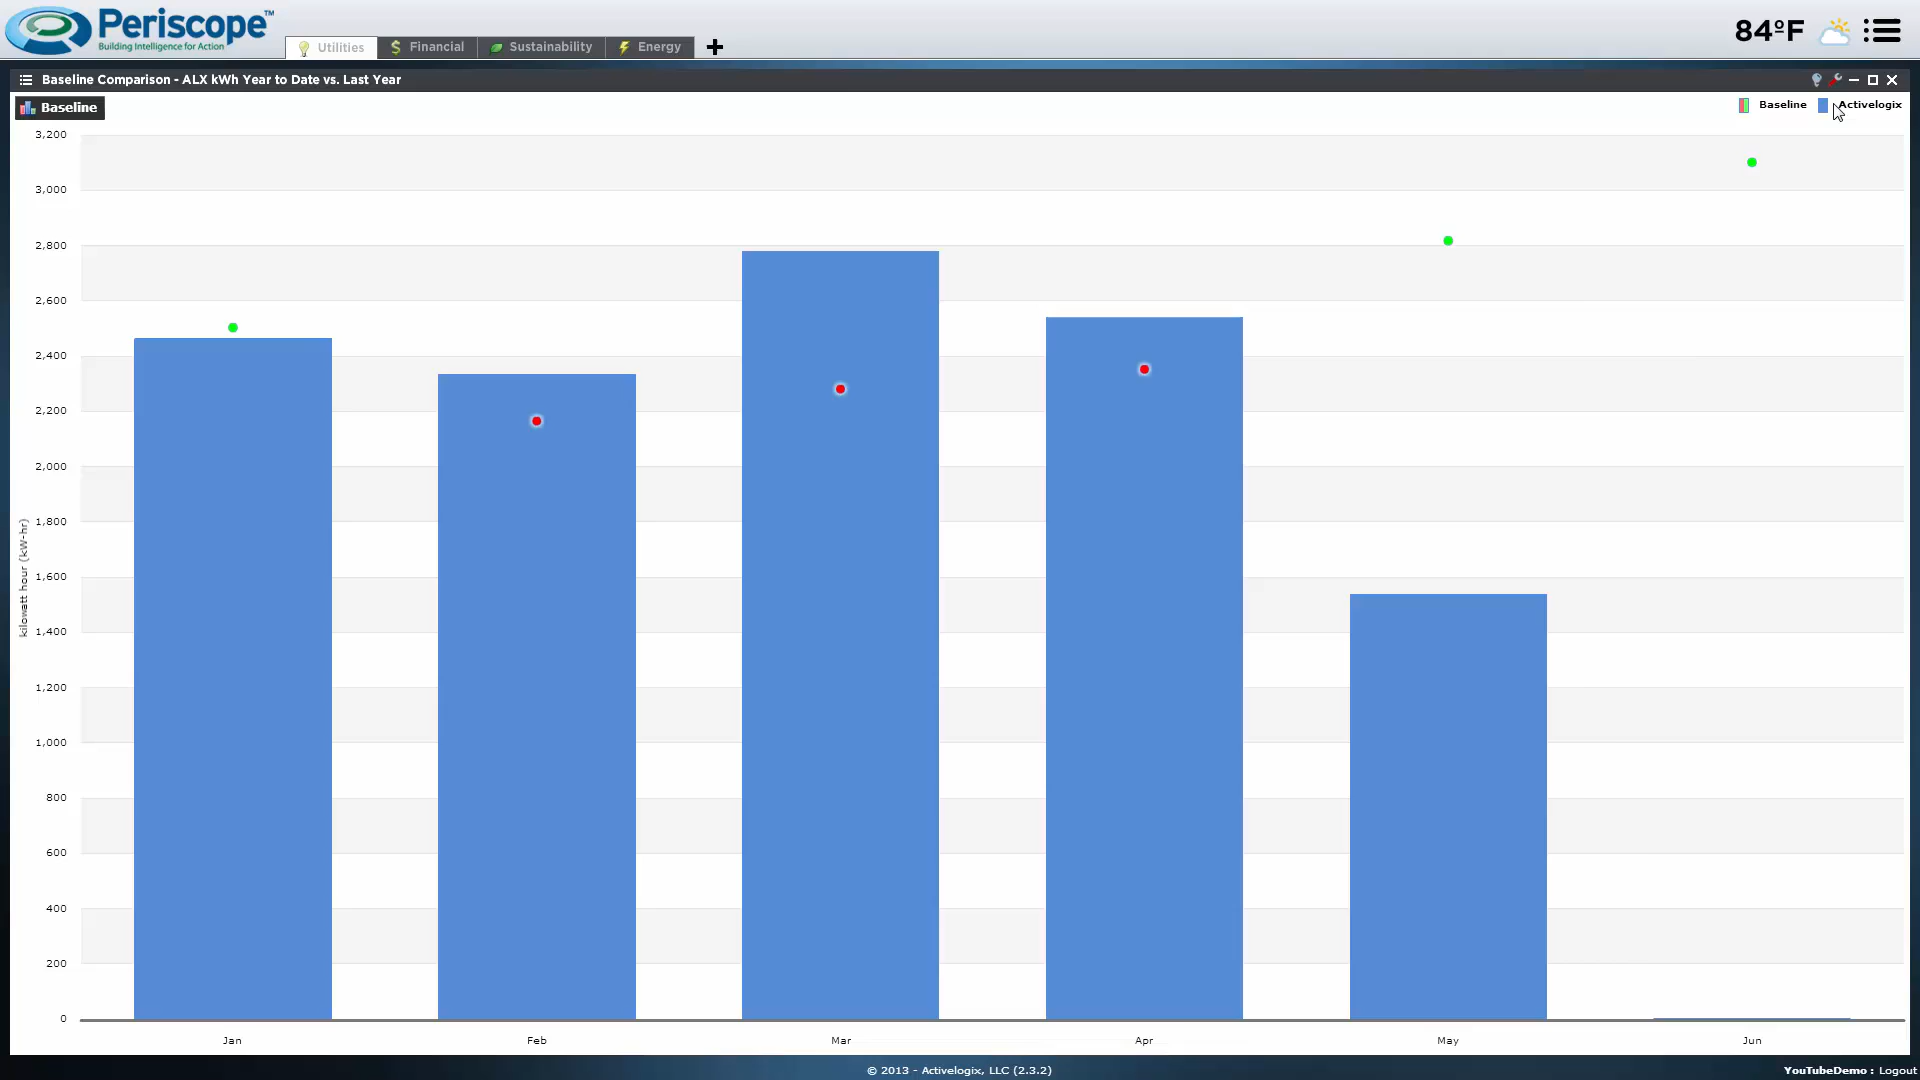 Periscope™
Building Intelligence for Action
Utilities
Financial
Sustainability
Energy
84ºF
Baseline Comparison - ALX kWh Year to Date vs. Last Year
Baseline
Baseline
Activelogix
3,200
3,000
2,800
2,600
2,400
2,200
2,000
1,800
1,600
1,400
1,200
1,000
800
600
400
200
0
kilowatt hour (kW-hr)
Jan
Feb
Mar
Apr
May
Jun
© 2013 - Activelogix, LLC (2.3.2)
YouTubeDemo : Logout